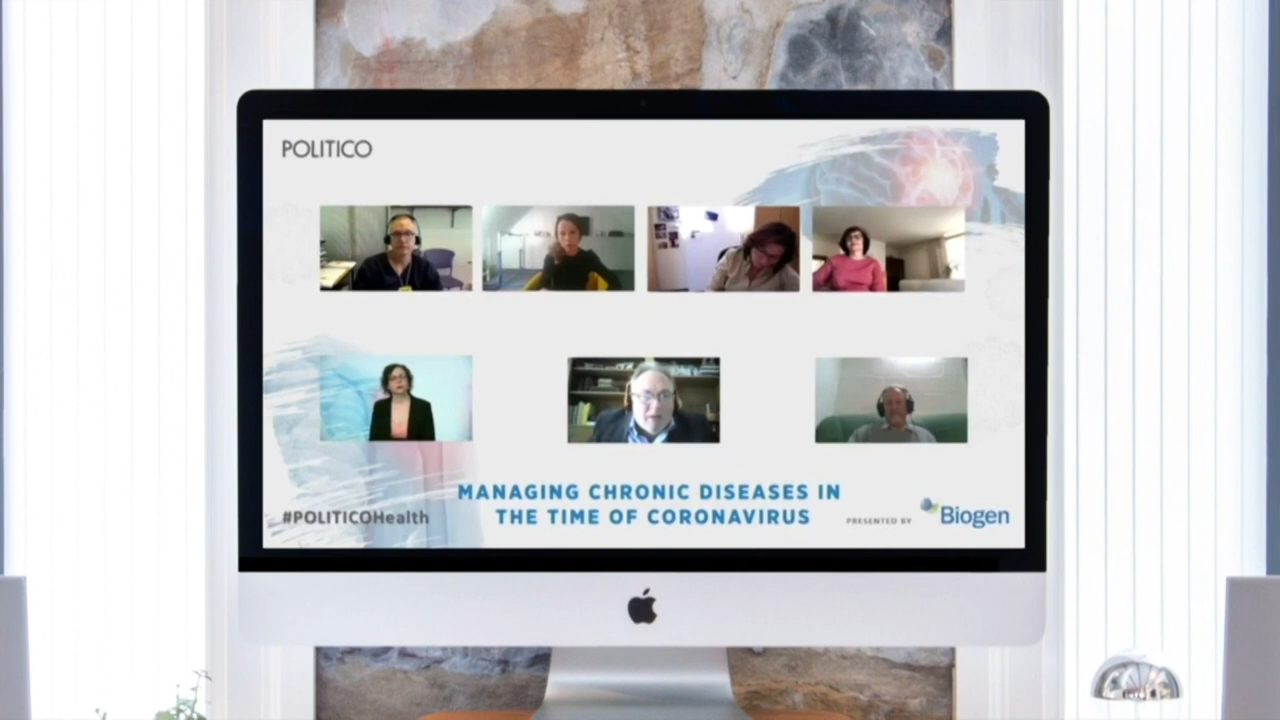 POLITICO
MANAGING CHRONIC DISEASES IN
THE TIME OF CORONAVIRUS
#POLITICOHealth
PRESENTED BY
Biogen